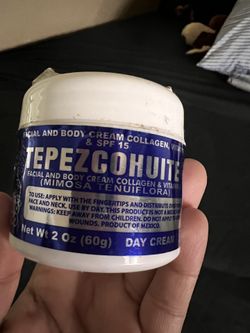 FACIAL AND BODY CREAM COLLAGEN,
& SPF 15
TEPEZCOHUITE
FACIAL AND BODY CREAM COLLAGEN & VITAMIN
(MIMOSA TENUIFLORA)
TO USE: APPLY WITH THE FINGERTIPS AND DISTRIBUTE
FACE AND NECK. USE BY DAY. THIS PRODUCT IS NOT A
WARNINGS: KEEP AWAY FROM CHILDREN. DO NOT APPLY TO
WOUNDS. PRODUCT OF MEXICO.
Net Wt 2 Oz (60g) DAY CREAM